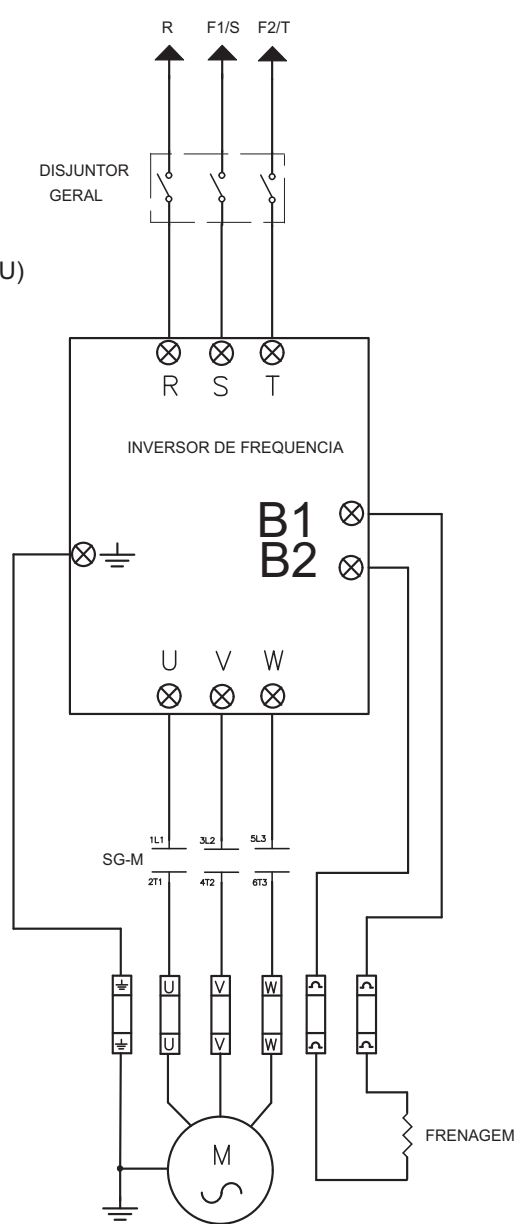 R F1/S F2/T
DISJUNTOR
GERAL
U)
R S T
INVERSOR DE FREQUENCIA
B1
B2
U V W
1L1 3L2 5L3
SG-M
2T1 4T2 6T3
U V W
U V W
FRENAGEM
M